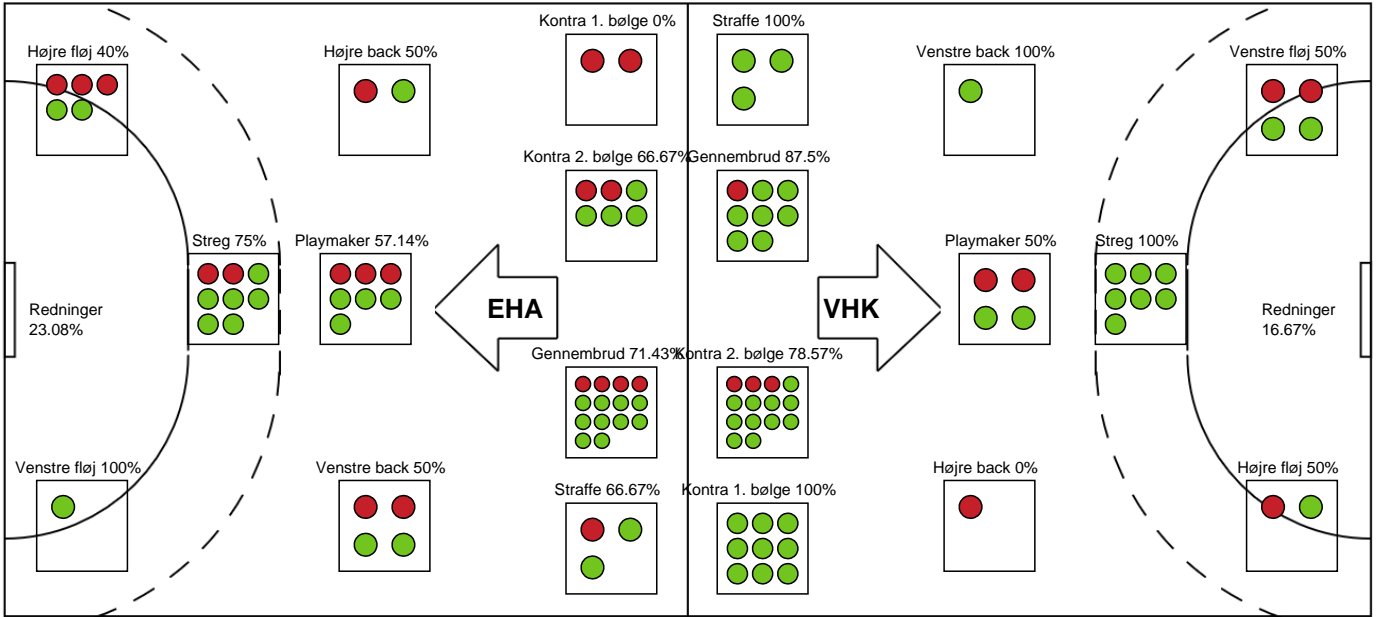 Kontra 1. bølge 0%
Straffe 100%
Højre fløj 40%
Højre back 50%
Venstre back 100%
Venstre fløj 50%
Kontra 2. bølge 66.67%
Gennembrud 87.5%
Streg 75%
Playmaker 57.14%
Playmaker 50%
Streg 100%
Redninger
23.08%
EHA
VHK
Redninger
16.67%
Gennembrud 71.43%
Kontra 2. bølge 78.57%
Venstre fløj 100%
Venstre back 50%
Straffe 66.67%
Kontra 1. bølge 100%
Højre back 0%
Højre fløj 50%